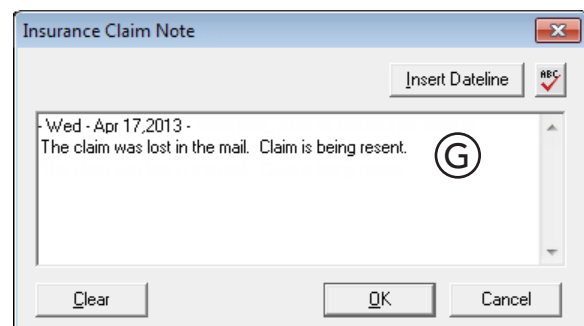 Insurance Claim Note
Insert Dateline
ABC
- Wed - Apr 17,2013 -
The claim was lost in the mail.  Claim is being resent.
G
Clear
OK
Cancel